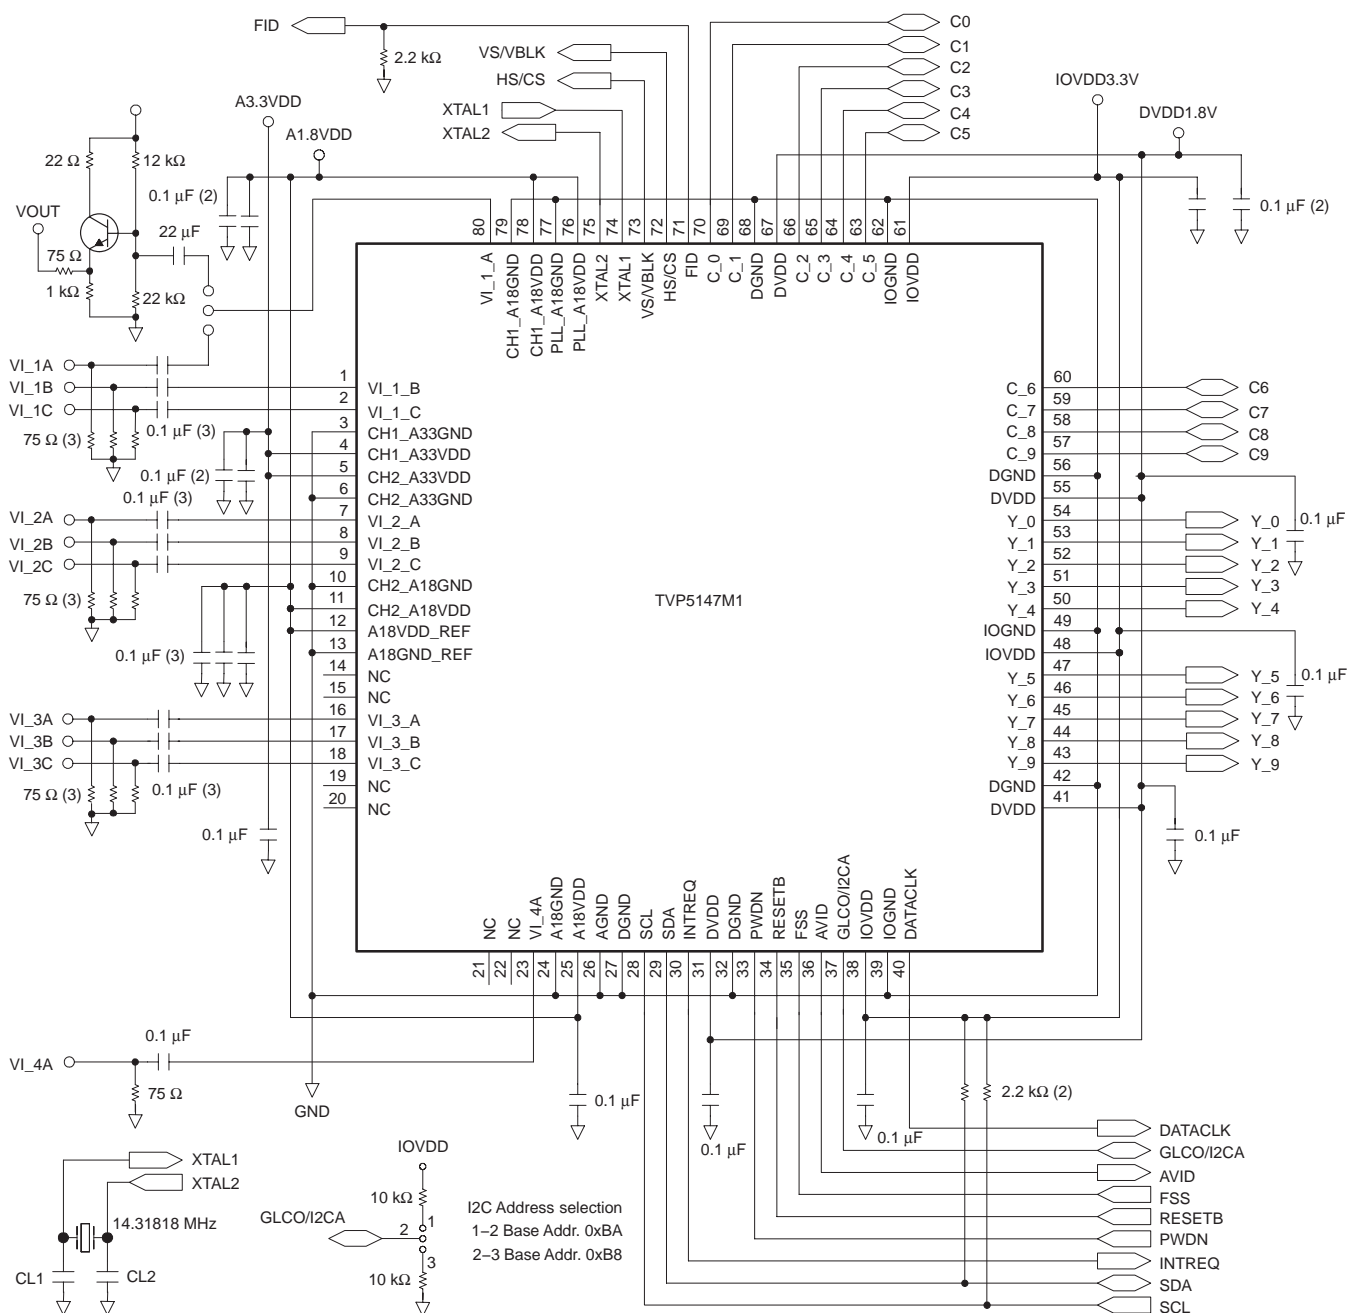 FID
2.2 kΩ
VS/VBLK
HS/CS
XTAL1
XTAL2
C0
C1
C2
C3
C4
C5
IOVDD3.3V
DVDD1.8V
A3.3VDD
A1.8VDD
22 Ω
12 kΩ
0.1 μF (2)
VOUT
22 μF
75 Ω
1 kΩ
22 kΩ
0.1 μF (2)
80
79
78
77
76
75
74
73
72
71
70
69
68
67
66
65
64
63
62
61
VI_1_A
CH1_A18GND
CH1_A18VDD
PLL_A18GND
PLL_A18VDD
XTAL2
XTAL1
VS/VBLK
HS/CS
FID
C_0
C_1
DGND
DVDD
C_2
C_3
C_4
C_5
IOGND
IOVDD
VI_1A
VI_1B
VI_1C
75 Ω (3)
0.1 μF (3)
0.1 μF (2)
0.1 μF (3)
VI_2A
VI_2B
VI_2C
75 Ω (3)
0.1 μF (3)
VI_3A
VI_3B
VI_3C
75 Ω (3)
0.1 μF (3)
0.1 μF
1 VI_1_B
2 VI_1_C
3 CH1_A33GND
4 CH1_A33VDD
5 CH2_A33VDD
6 CH2_A33GND
7 VI_2_A
8 VI_2_B
9 VI_2_C
10 CH2_A18GND
11 CH2_A18VDD
12 A18VDD_REF
13 A18GND_REF
14 NC
15 NC
16 VI_3_A
17 VI_3_B
18 VI_3_C
19 NC
20 NC
TVP5147M1
C_6 60 C6
C_7 59 C7
C_8 58 C8
C_9 57 C9
DGND 56
DVDD 55
Y_0 54 Y_0
Y_1 53 Y_1
Y_2 52 Y_2
Y_3 51 Y_3
Y_4 50 Y_4
IOGND 49
IOVDD 48
Y_5 47 Y_5
Y_6 46 Y_6
Y_7 45 Y_7
Y_8 44 Y_8
Y_9 43 Y_9
DGND 42
DVDD 41
0.1 μF
0.1 μF
0.1 μF
NC
NC
VI_4A
A18GND
A18VDD
AGND
DGND
SCL
SDA
INTREQ
DVDD
DGND
PWDN
RESETB
FSS
AVID
GLCO/I2CA
IOVDD
IOGND
DATACLK
21
22
23
24
25
26
27
28
29
30
31
32
33
34
35
36
37
38
39
40
0.1 μF
VI_4A
75 Ω
GND
0.1 μF
0.1 μF
0.1 μF
2.2 kΩ (2)
DATACLK
GLCO/I2CA
AVID
FSS
RESETB
PWDN
INTREQ
SDA
SCL
XTAL1
XTAL2
14.31818 MHz
CL1
CL2
IOVDD
10 kΩ
GLCO/I2CA
1
2
3
10 kΩ
I2C Address selection
1−2 Base Addr. 0xBA
2−3 Base Addr. 0xB8